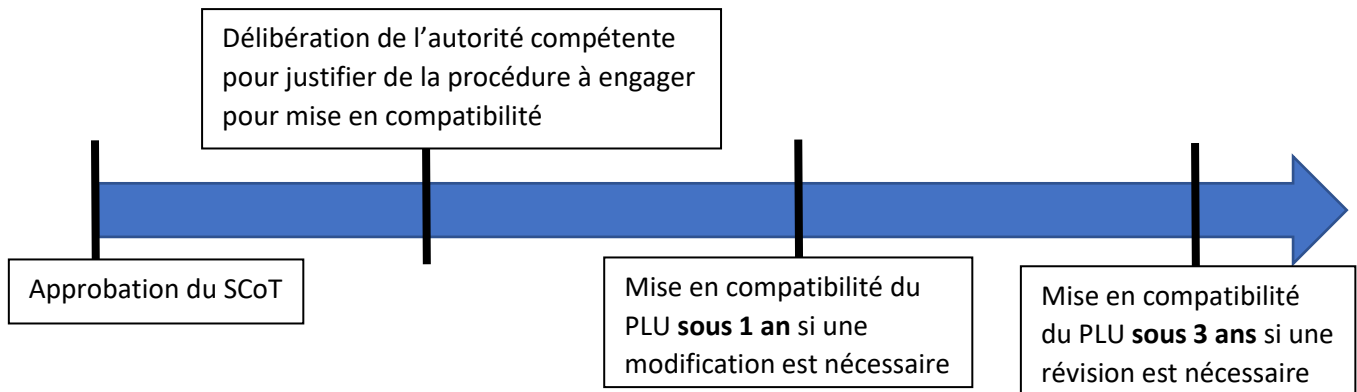 Délibération de l’autorité compétente
pour justifier de la procédure à engager
pour mise en compatibilité
Approbation du SCoT
Mise en compatibilité du
PLU sous 1 an si une
modification est nécessaire
Mise en compatibilité
du PLU sous 3 ans si une
révision est nécessaire